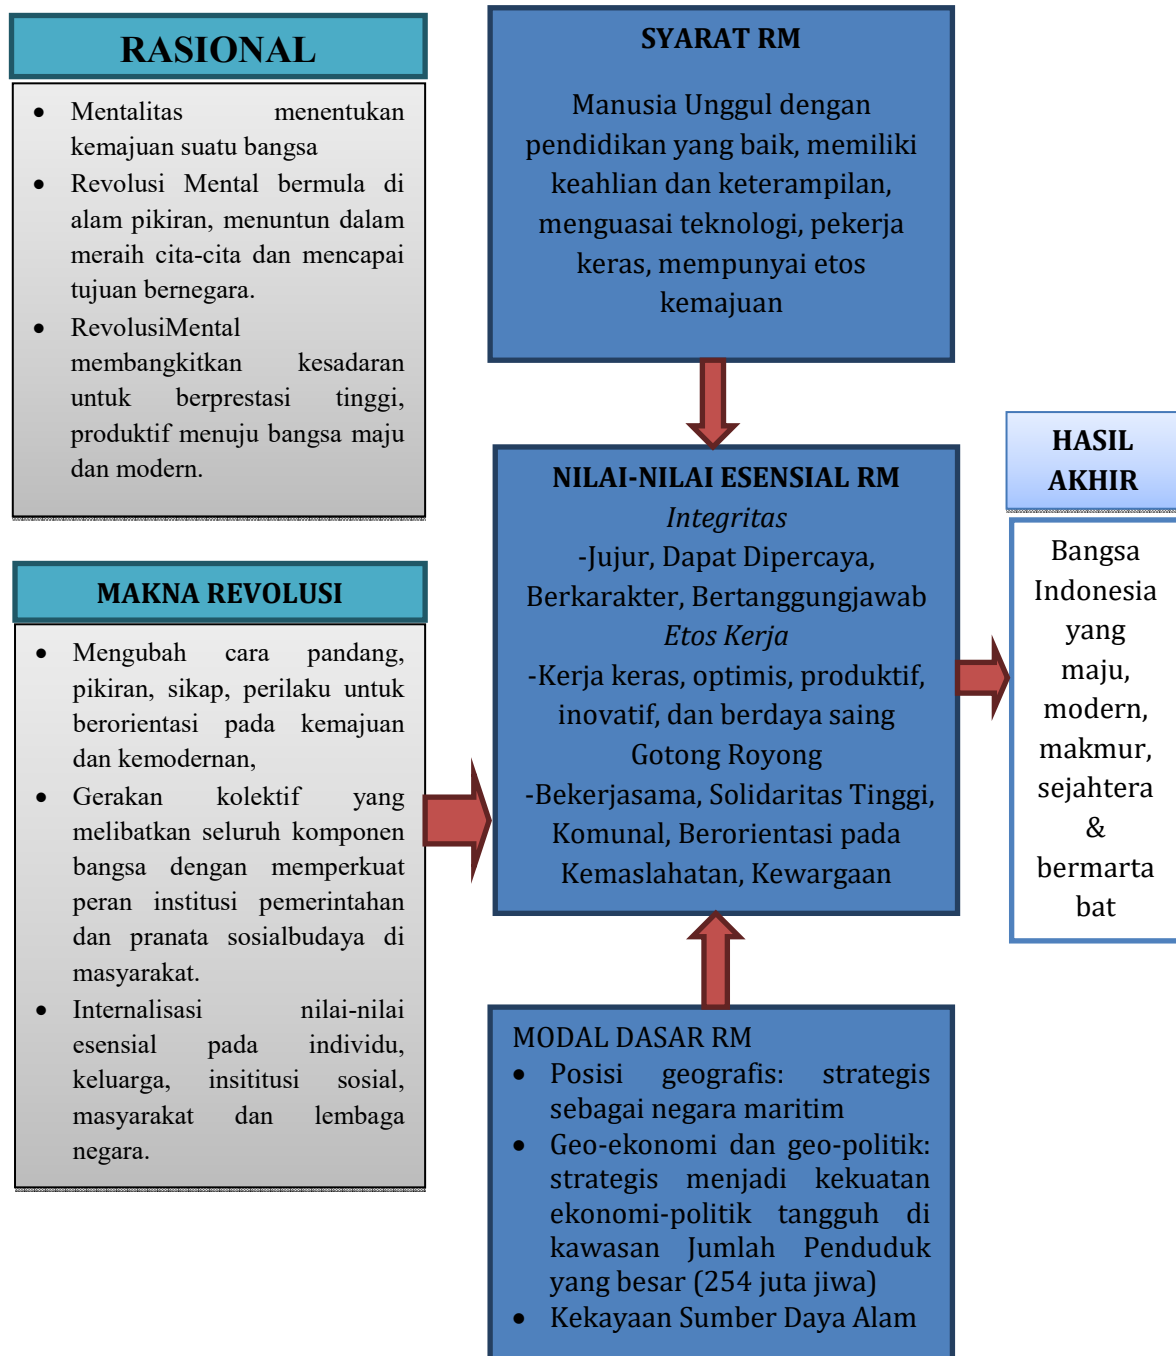 RASIONAL
• Mentalitas menentukan
kemajuan suatu bangsa
• Revolusi Mental bermula di
alam pikiran, menuntun dalam
meraih cita-cita dan mencapai
tujuan bernegara.
• RevolusiMental
membangkitkan kesadaran
untuk berprestasi tinggi,
produktif menuju bangsa maju
dan modern.
MAKNA REVOLUSI
• Mengubah cara pandang,
pikiran, sikap, perilaku untuk
berorientasi pada kemajuan
dan kemodernan,
• Gerakan kolektif yang
melibatkan seluruh komponen
bangsa dengan memperkuat
peran institusi pemerintahan
dan pranata sosialbudaya di
masyarakat.
• Internalisasi nilai-nilai
esensial pada individu,
keluarga, insititusi sosial,
masyarakat dan lembaga
negara.
SYARAT RM
Manusia Unggul dengan
pendidikan yang baik, memiliki
keahlian dan keterampilan,
menguasai teknologi, pekerja
keras, mempunyai etos
kemajuan
NILAI-NILAI ESENSIAL RM
Integritas
-Jujur, Dapat Dipercaya,
Berkarakter, Bertanggungjawab
Etos Kerja
-Kerja keras, optimis, produktif,
inovatif, dan berdaya saing
Gotong Royong
-Bekerjasama, Solidaritas Tinggi,
Komunal, Berorientasi pada
Kemaslahatan, Kewargaan
MODAL DASAR RM
• Posisi geografis: strategis
sebagai negara maritim
• Geo-ekonomi dan geo-politik:
strategis menjadi kekuatan
ekonomi-politik tangguh di
kawasan Jumlah Penduduk
yang besar (254 juta jiwa)
• Kekayaan Sumber Daya Alam
HASIL
AKHIR
Bangsa
Indonesia
yang
maju,
modern,
makmur,
sejahtera
&
bermarta
bat